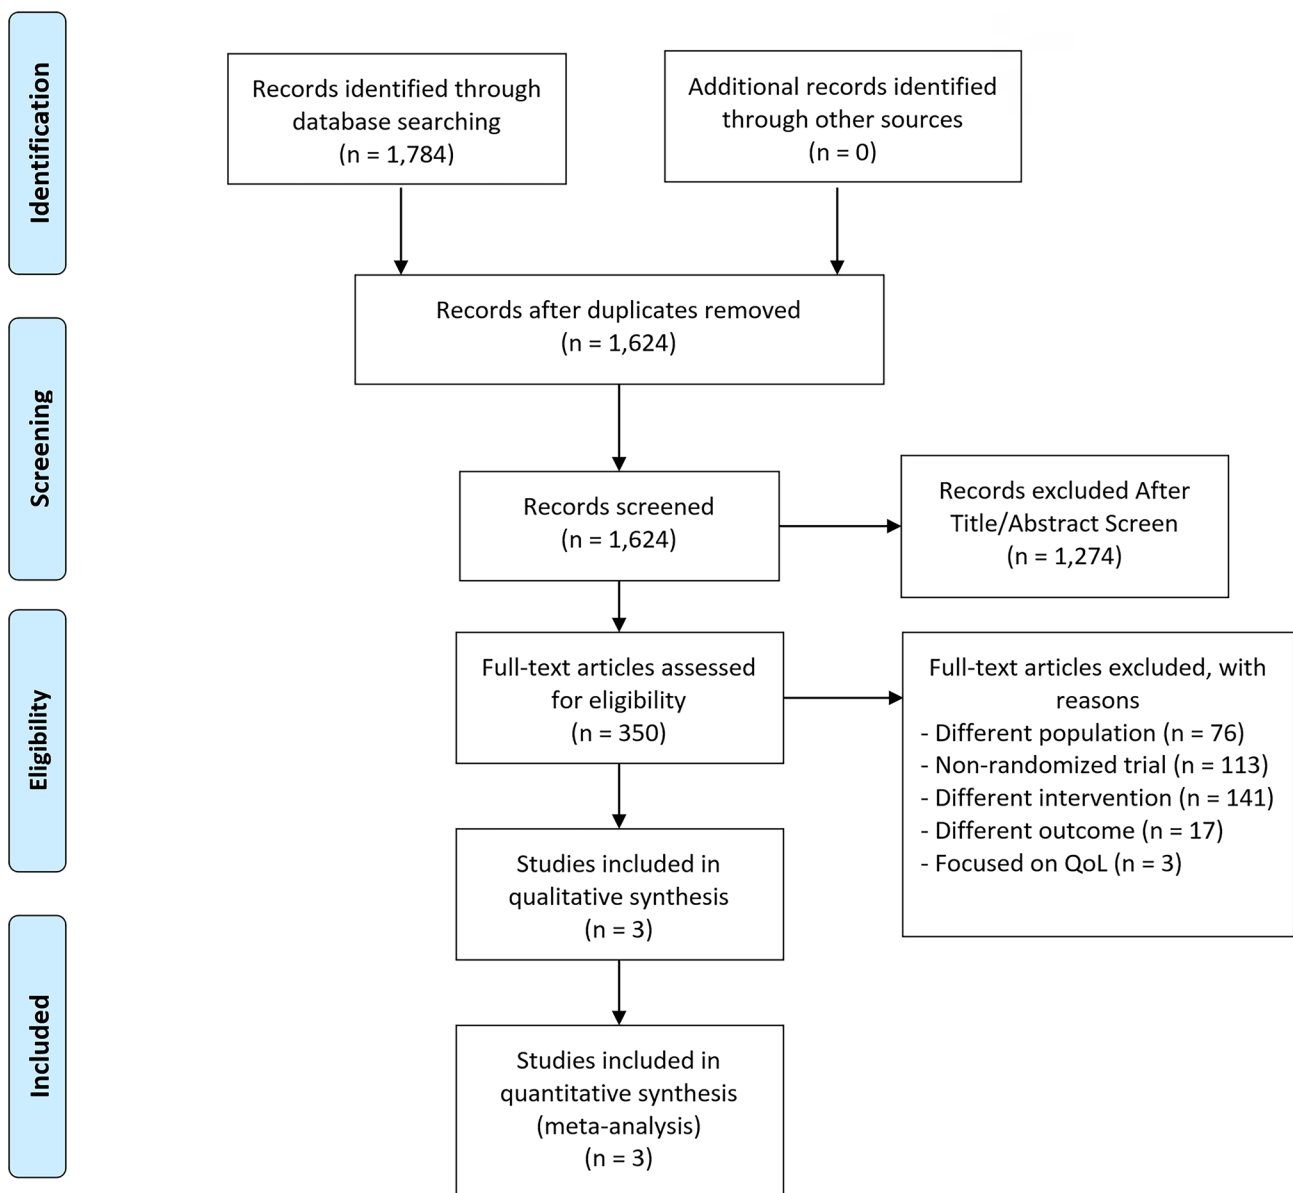 Identification
Records identified through
database searching
(n = 1,784)
Additional records identified
through other sources
(n = 0)
Records after duplicates removed
(n = 1,624)
Screening
Records screened
(n = 1,624)
Records excluded After
Title/Abstract Screen
(n = 1,274)
Eligibility
Full-text articles assessed
for eligibility
(n = 350)
Full-text articles excluded, with
reasons
- Different population (n = 76)
- Non-randomized trial (n = 113)
- Different intervention (n = 141)
- Different outcome (n = 17)
- Focused on QoL (n = 3)
Studies included in
qualitative synthesis
(n = 3)
Included
Studies included in
quantitative synthesis
(meta-analysis)
(n = 3)